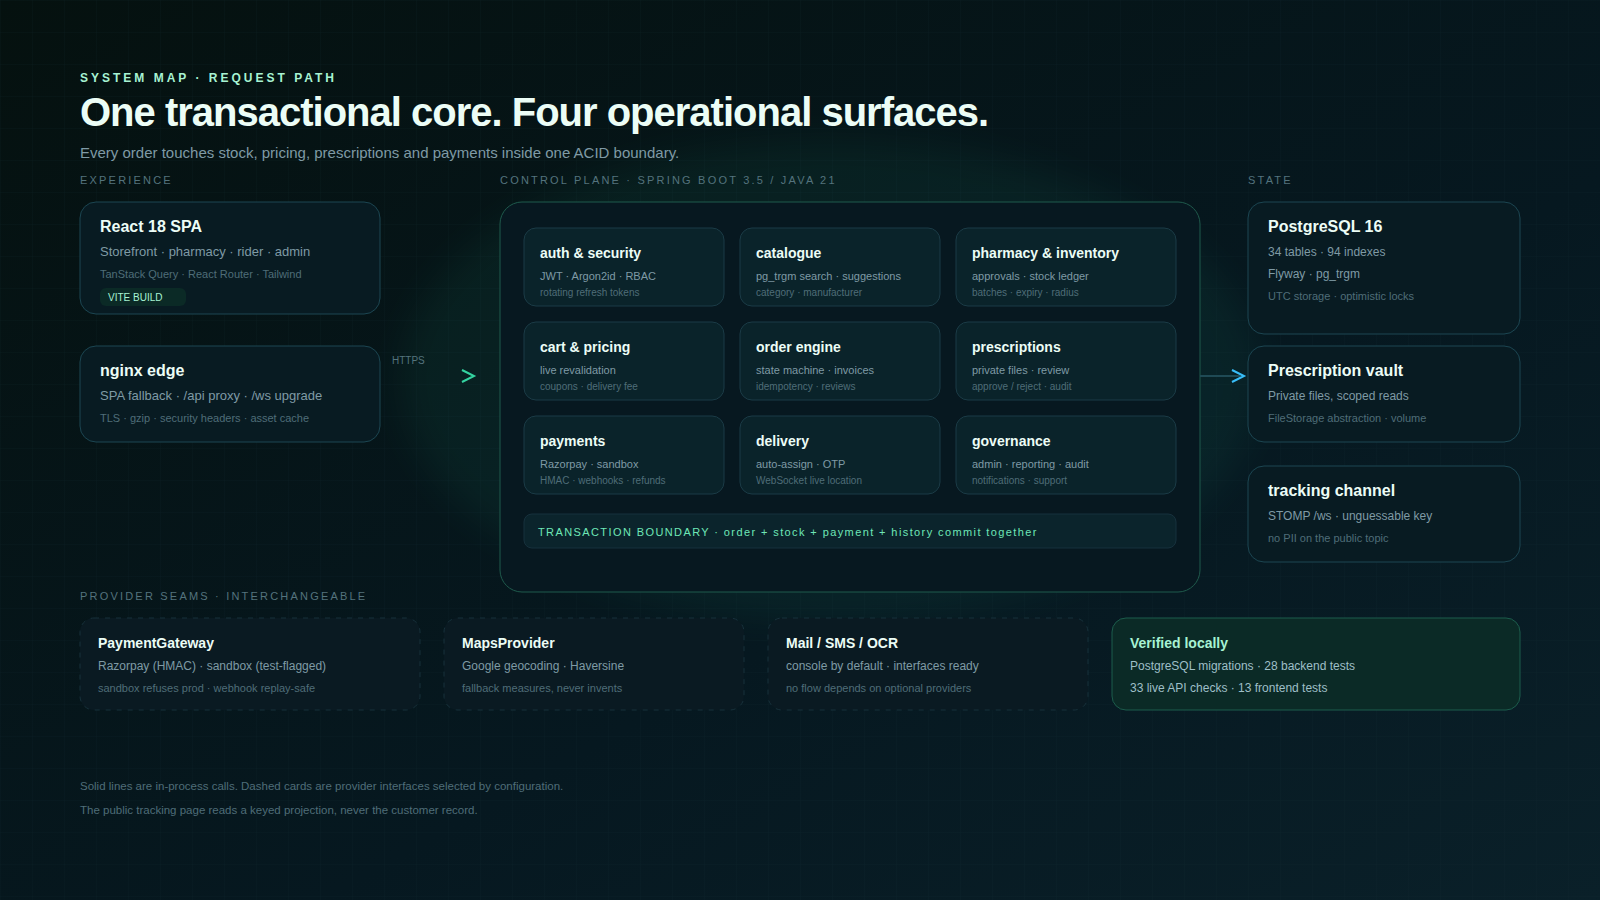 SYSTEM MAP · REQUEST PATH
One transactional core. Four operational surfaces.
Every order touches stock, pricing, prescriptions and payments inside one ACID boundary.
EXPERIENCE
React 18 SPA
Storefront · pharmacy · rider · admin
TanStack Query · React Router · Tailwind
VITE BUILD
nginx edge
SPA fallback · /api proxy · /ws upgrade
TLS · gzip · security headers · asset cache
HTTPS
CONTROL PLANE · SPRING BOOT 3.5 / JAVA 21
auth & security
JWT · Argon2id · RBAC
rotating refresh tokens
catalogue
pg_trgm search · suggestions
category · manufacturer
pharmacy & inventory
approvals · stock ledger
batches · expiry · radius
cart & pricing
live revalidation
coupons · delivery fee
order engine
state machine · invoices
idempotency · reviews
prescriptions
private files · review
approve / reject · audit
payments
Razorpay · sandbox
HMAC · webhooks · refunds
delivery
auto-assign · OTP
WebSocket live location
governance
admin · reporting · audit
notifications · support
TRANSACTION BOUNDARY · order + stock + payment + history commit together
STATE
PostgreSQL 16
34 tables · 94 indexes
Flyway · pg_trgm
UTC storage · optimistic locks
Prescription vault
Private files, scoped reads
FileStorage abstraction · volume
tracking channel
STOMP /ws · unguessable key
no PII on the public topic
PROVIDER SEAMS · INTERCHANGEABLE
PaymentGateway
Razorpay (HMAC) · sandbox (test-flagged)
sandbox refuses prod · webhook replay-safe
MapsProvider
Google geocoding · Haversine
fallback measures, never invents
Mail / SMS / OCR
console by default · interfaces ready
no flow depends on optional providers
Verified locally
PostgreSQL migrations · 28 backend tests
33 live API checks · 13 frontend tests
Solid lines are in-process calls. Dashed cards are provider interfaces selected by configuration.
The public tracking page reads a keyed projection, never the customer record.